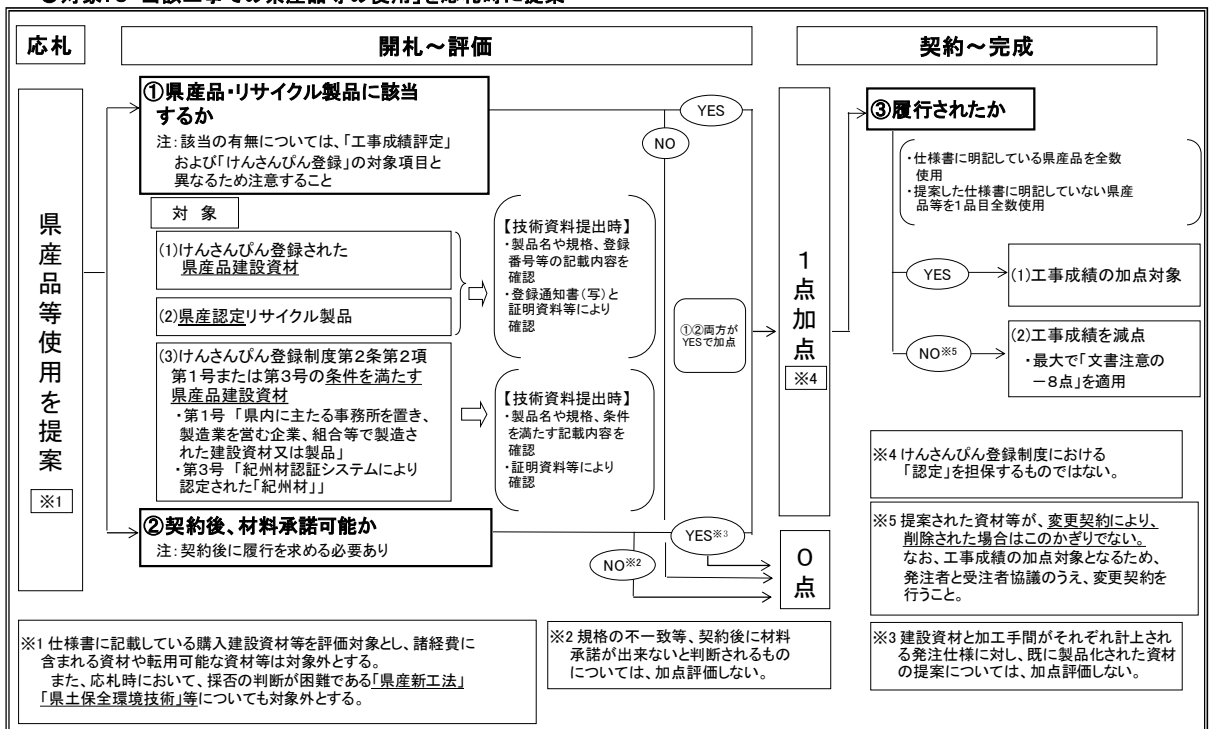 応札
開札～評価
契約～完成
県産品等使用を提案
※1
①県産品・リサイクル製品に該当
するか
注：該当の有無については、「工事成績評定」
および「けんさんぴん登録」の対象項目と
異なるため注意すること
対 象
(1)けんさんぴん登録された
県産品建設資材
(2)県産認定リサイクル製品
(3)けんさんぴん登録制度第2条第2項
第1号または第3号の条件を満たす
県産品建設資材
・第1号 「県内に主たる事務所を置き、
製造業を営む企業、組合等で製造さ
れた建設資材又は製品」
・第3号 「紀州材認証システムにより
認定された「紀州材」」
【技術資料提出時】
・製品名や規格、登録
番号等の記載内容を
確認
・登録通知書(写)と
証明資料等により
確認
【技術資料提出時】
・製品名や規格、条件
を満たす記載内容を
確認
・証明資料等により
確認
②契約後、材料承諾可能か
注：契約後に履行を求める必要あり
YES
NO
①②両方が
YESで加点
YES※3
NO※2
1点加点
※4
0点
③履行されたか
・仕様書に明記している県産品を全数
使用
・提案した仕様書に明記していない県産
品等を1品目全数使用
YES
(1)工事成績の加点対象
NO※5
(2)工事成績を減点
・最大で「文書注意の
－8点」を適用
※4 けんさんぴん登録制度における
「認定」を担保するものではない。
※5 提案された資材等が、変更契約により、
削除された場合はこのかぎりでない。
なお、工事成績の加点対象となるため、
発注者と受注者協議のうえ、変更契約を
行うこと。
※1 仕様書に記載している購入建設資材等を評価対象とし、諸経費に
含まれる資材や転用可能な資材等は対象外とする。
また、応札時において、採否の判断が困難である「県産新工法」
「県土保全環境技術」等についても対象外とする。
※2 規格の不一致等、契約後に材料
承諾が出来ないと判断されるもの
については、加点評価しない。
※3 建設資材と加工手間がそれぞれ計上され
る発注仕様に対し、既に製品化された資材
の提案については、加点評価しない。